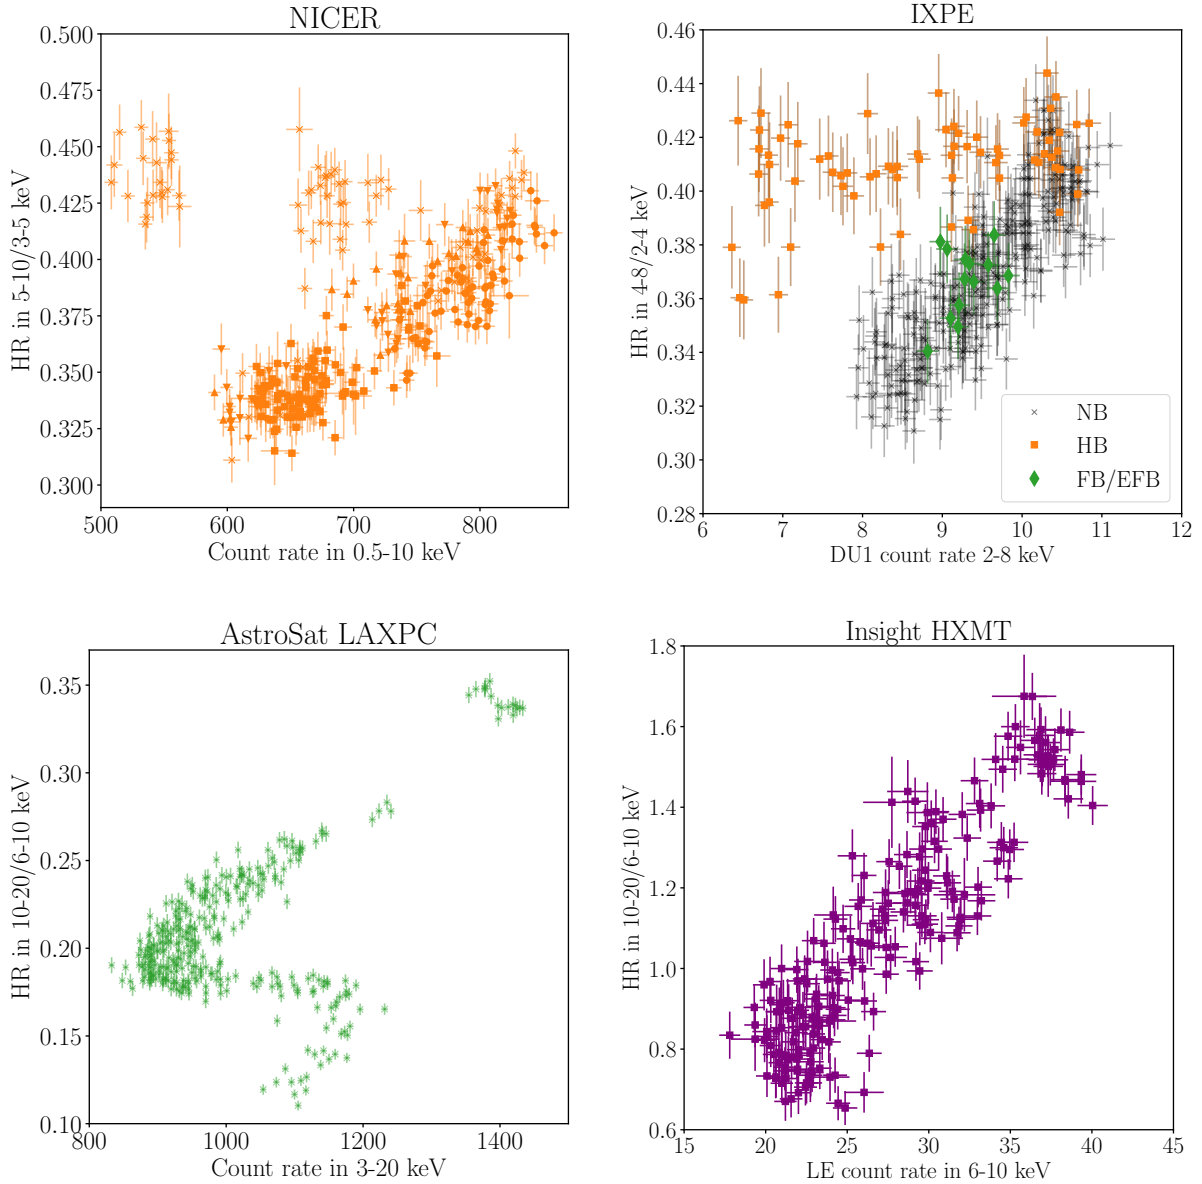 NICER
HR in 5-10/3-5 keV
0.500
0.475
0.450
0.425
0.400
0.375
0.350
0.325
0.300
500 600 700 800
Count rate in 0.5-10 keV
IXPE
HR in 4-8/2-4 keV
0.46
0.44
0.42
0.40
0.38
0.36
0.34
0.32
0.30
0.28
NB
HB
FB/EFB
6 7 8 9 10 11 12
DU1 count rate 2-8 keV
AstroSat LAXPC
HR in 10-20/6-10 keV
0.35
0.30
0.25
0.20
0.15
0.10
800 1000 1200 1400
Count rate in 3-20 keV
Insight HXMT
HR in 10-20/6-10 keV
1.8
1.6
1.4
1.2
1.0
0.8
0.6
15 20 25 30 35 40 45
LE count rate in 6-10 keV